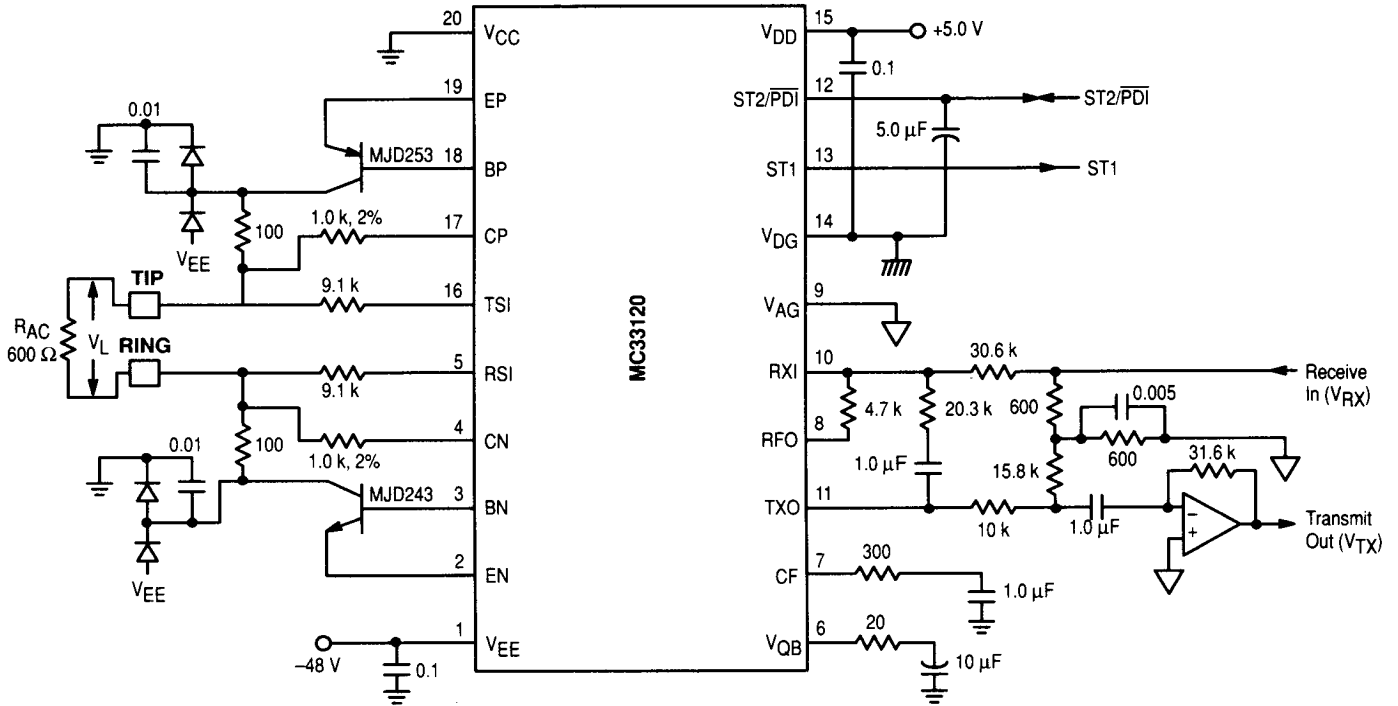 20
VCC
19
EP
0.01
MJD253
18
BP
100
1.0 k, 2%
17
CP
VEE
TIP
9.1 k
16
TSI
RAC
600 Ω
VL
RING
5
RSI
9.1 k
4
CN
100
1.0 k, 2%
0.01
MJD243
3
BN
2
EN
VEE
–48 V
1
VEE
0.1
MC33120
15
VDD
+5.0 V
0.1
12
ST2/PDI
ST2/PDI
5.0 µF
13
ST1
ST1
14
VDG
9
VAG
10
RXI
30.6 k
Receive
In (VRX)
4.7 k
20.3 k
600
0.005
8
RFO
600
1.0 µF
15.8 k
31.6 k
11
TXO
10 k
1.0 µF
–
+
Transmit
Out (VTX)
7
CF
300
1.0 µF
6
VQB
20
10 µF